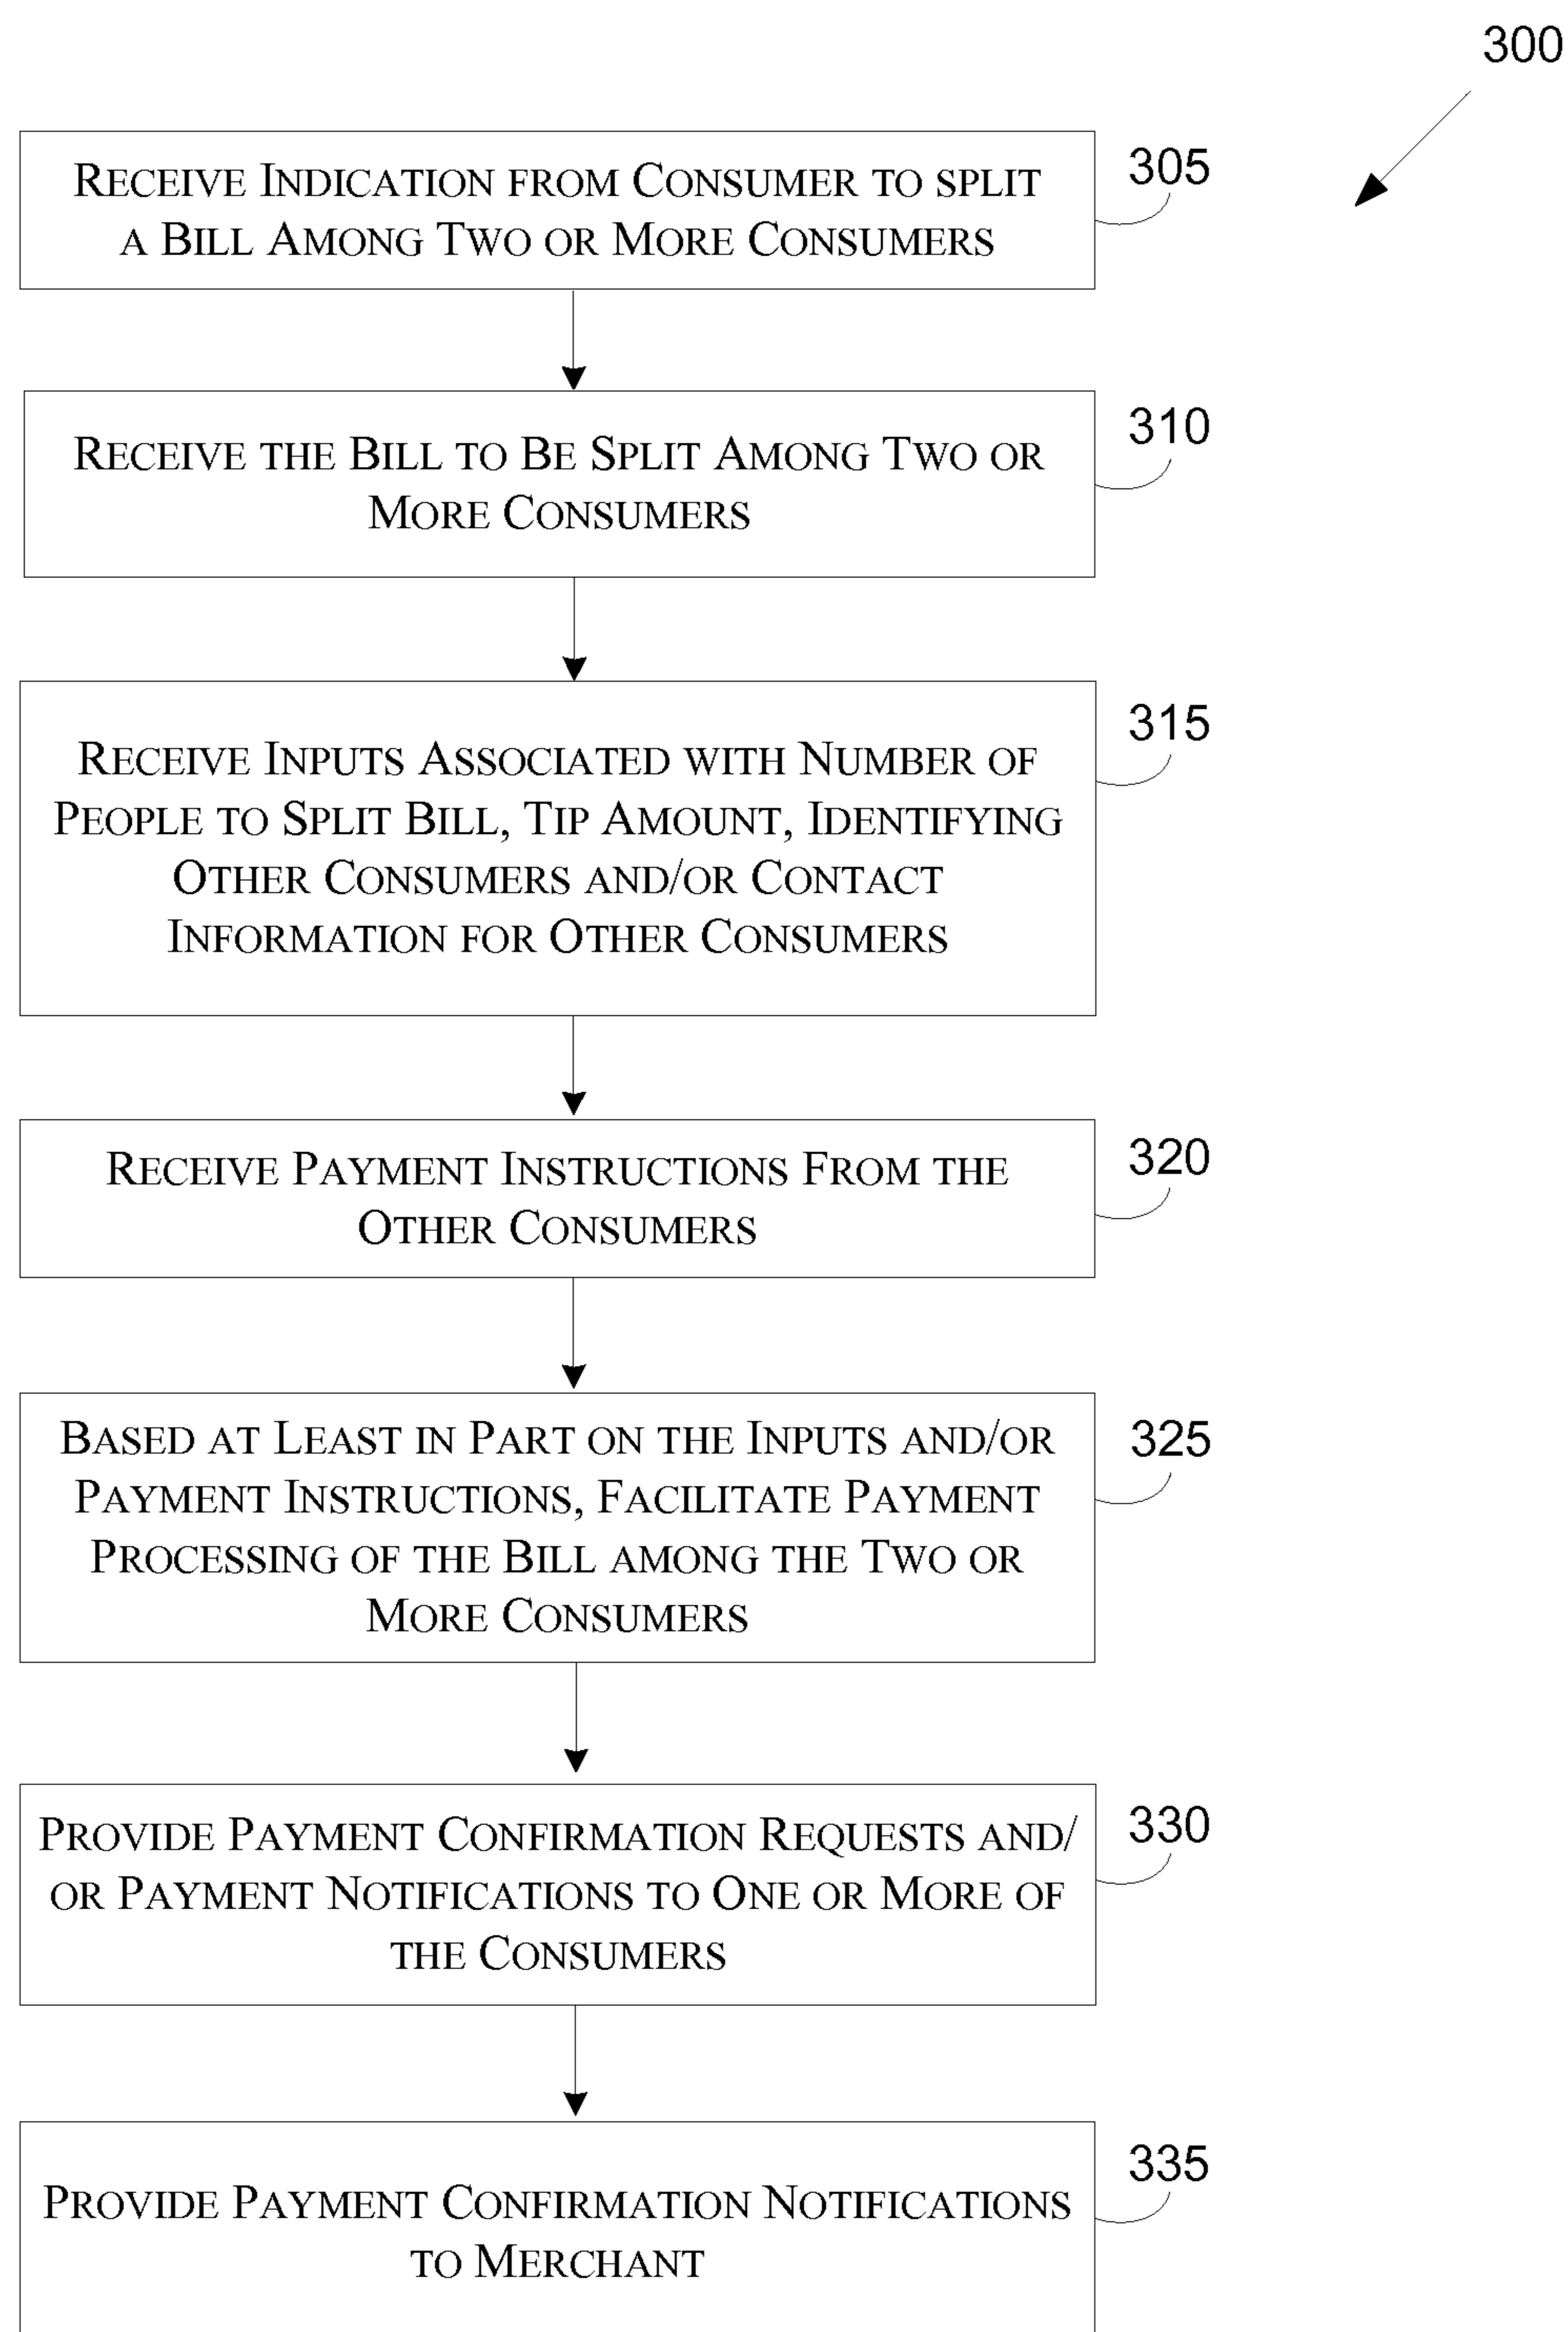 300
RECEIVE INDICATION FROM CONSUMER TO SPLIT
A BILL AMONG TWO OR MORE CONSUMERS
305
RECEIVE THE BILL TO BE SPLIT AMONG TWO OR
MORE CONSUMERS
310
RECEIVE INPUTS ASSOCIATED WITH NUMBER OF
PEOPLE TO SPLIT BILL, TIP AMOUNT, IDENTIFYING
OTHER CONSUMERS AND/OR CONTACT
INFORMATION FOR OTHER CONSUMERS
315
RECEIVE PAYMENT INSTRUCTIONS FROM THE
OTHER CONSUMERS
320
BASED AT LEAST IN PART ON THE INPUTS AND/OR
PAYMENT INSTRUCTIONS, FACILITATE PAYMENT
PROCESSING OF THE BILL AMONG THE TWO OR
MORE CONSUMERS
325
PROVIDE PAYMENT CONFIRMATION REQUESTS AND/
OR PAYMENT NOTIFICATIONS TO ONE OR MORE OF
THE CONSUMERS
330
PROVIDE PAYMENT CONFIRMATION NOTIFICATIONS
TO MERCHANT
335